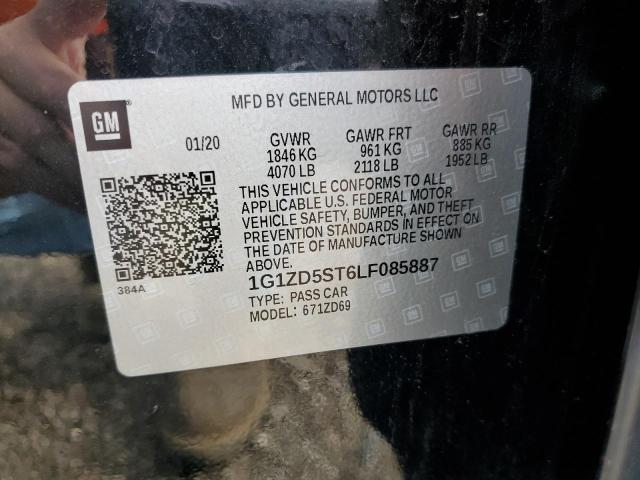 MFD BY GENERAL MOTORS LLC
GM
01/20
GVWR GAWR FRT GAWR RR
1846 KG 961 KG 885 KG
4070 LB 2118 LB 1952 LB
THIS VEHICLE CONFORMS TO ALL
APPLICABLE U.S. FEDERAL MOTOR
VEHICLE SAFETY, BUMPER, AND THEFT
PREVENTION STANDARDS IN EFFECT ON
THE DATE OF MANUFACTURE SHOWN
ABOVE.
384A
1G1ZD5ST6LF085887
TYPE: PASS CAR
MODEL: 671ZD69